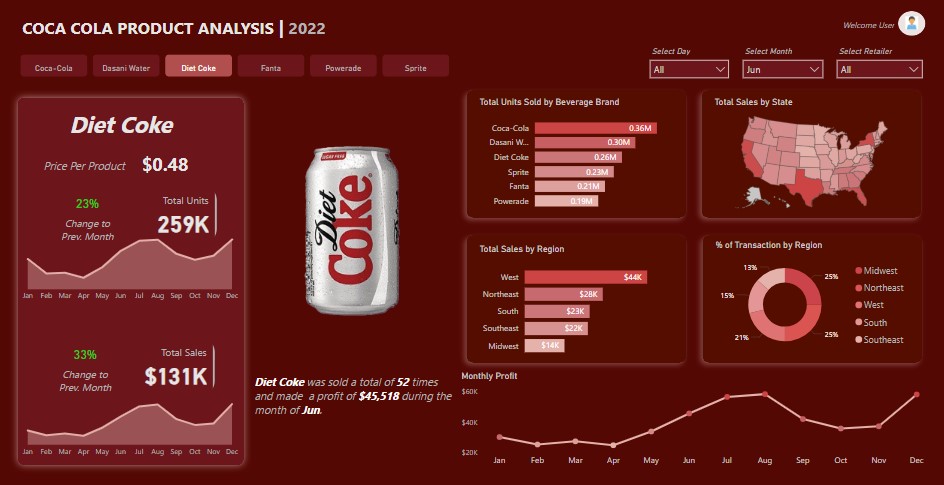 COCA COLA PRODUCT ANALYSIS | 2022
Welcome User
Select Day
Select Month
Select Retailer
All
Jun
All
Coca-Cola
Dasani Water
Diet Coke
Fanta
Powerade
Sprite
Diet Coke
Price Per Product $0.48
23%
Change to
Prev. Month
Total Units
259K
Jan Feb Mar Apr May Jun Jul Aug Sep Oct Nov Dec
33%
Change to
Prev. Month
Total Sales
$131K
Jan Feb Mar Apr May Jun Jul Aug Sep Oct Nov Dec
SUGAR FREE
Diet
Coke
Diet Coke was sold a total of 52 times
and made a profit of $45,518 during the
month of Jun.
Total Units Sold by Beverage Brand
Coca-Cola 0.36M
Dasani W... 0.30M
Diet Coke 0.26M
Sprite 0.23M
Fanta 0.21M
Powerade 0.19M
Total Sales by State
Total Sales by Region
West $44K
Northeast $28K
South $23K
Southeast $22K
Midwest $14K
% of Transaction by Region
13%
25%
15%
21%
25%
Midwest
Northeast
West
South
Southeast
Monthly Profit
$60K
$40K
$20K
Jan Feb Mar Apr May Jun Jul Aug Sep Oct Nov Dec